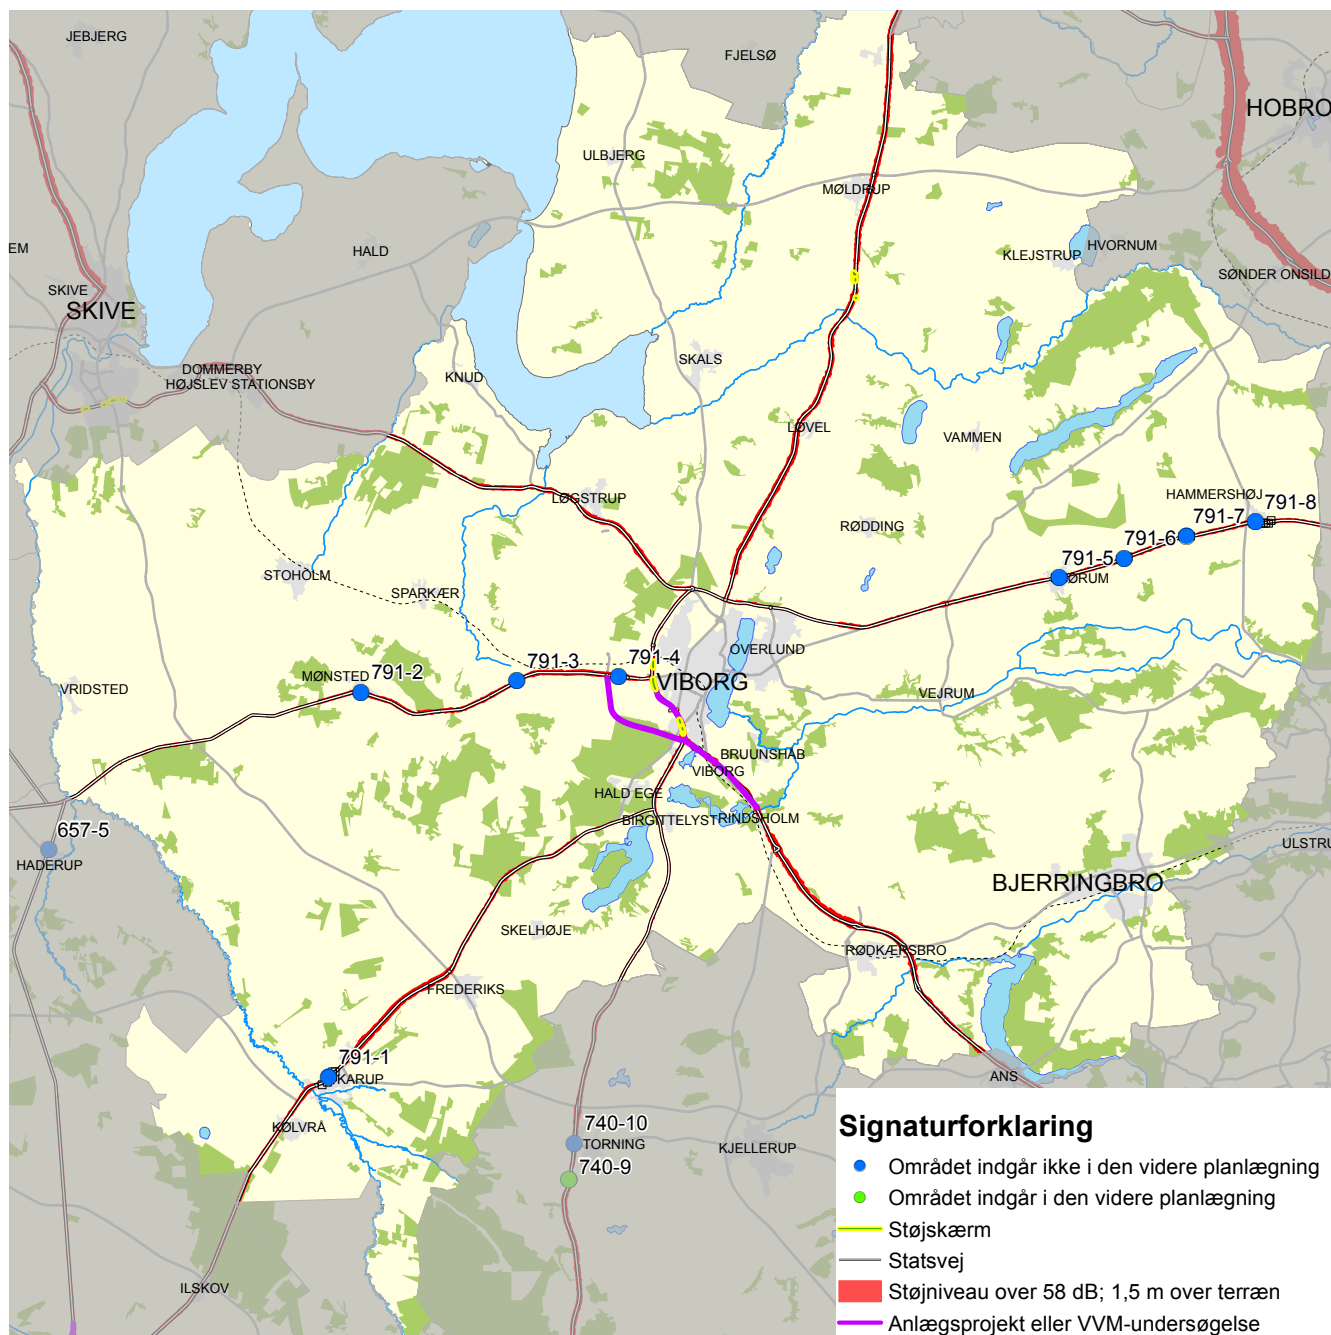 JEBJERG
FJELSØ
HOBRO
ULBJERG
MØLDRUP
EM
HALD
KLEJSTRUP
HVORNUM
SØNDER ONSILD
SKIVE
SKIVE
DOMMERBY
HØJSLEV STATIONSBY
KNUD
SKALS
LØVEL
VAMMEN
LØGSTRUP
HAMMERSHØJ
791-8
791-7
RØDDING
791-6
791-5
ØRUM
STOHOLM
SPARKÆR
OVERLUND
791-3
791-4
MØNSTED
791-2
VIBORG
VRIDSTED
VEJRUM
BRUUNSHÅB
VIBORG
HALD EGE
BIRGITTELYST
RINDSHOLM
657-5
HADERUP
ULSTRU
BJERRINGBRO
SKELHØJE
RØDKÆRSBRO
FREDERIKS
791-1
KARUP
ANS
KØLVRÅ
740-10
TORNING
KJELLERUP
740-9
ILSKOV
Signaturforklaring
Området indgår ikke i den videre planlægning
Området indgår i den videre planlægning
Støjskærm
Statsvej
Støjniveau over 58 dB; 1,5 m over terræn
Anlægsprojekt eller VVM-undersøgelse